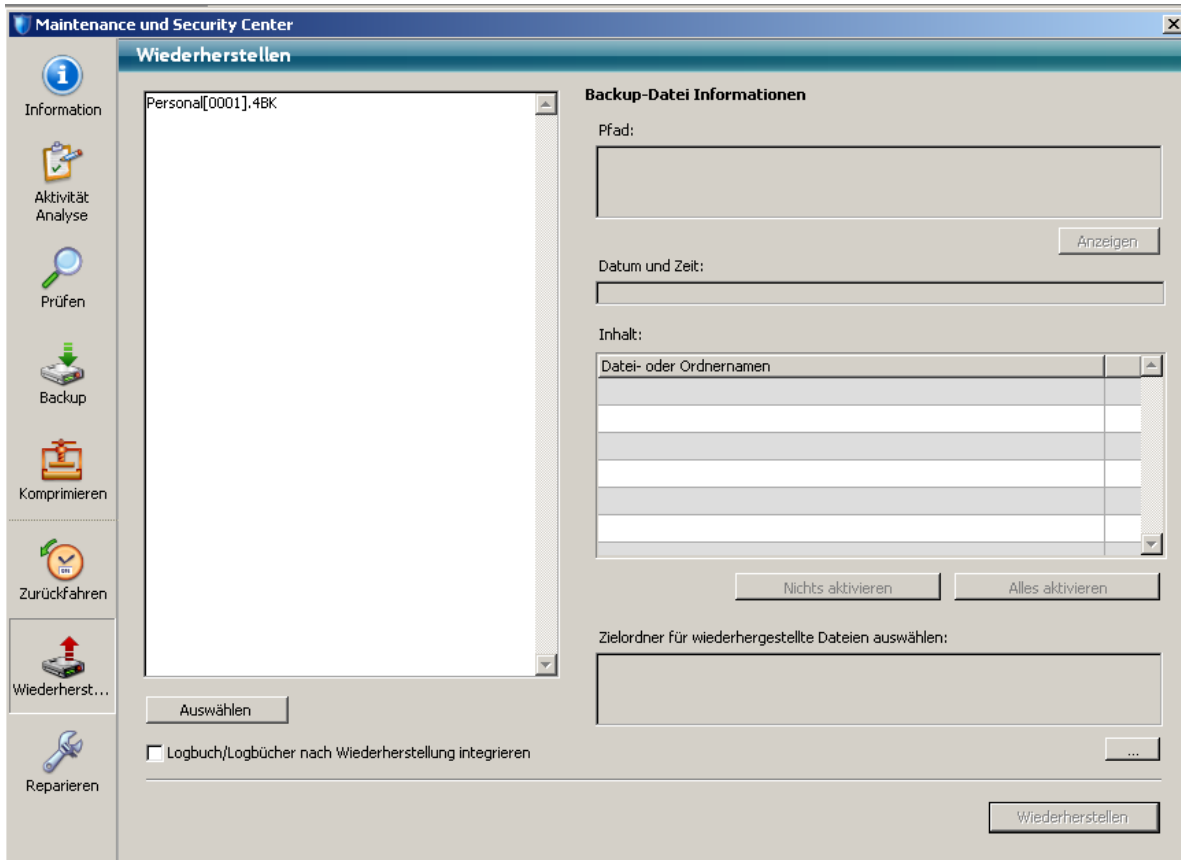 Maintenance und Security Center
Wiederherstellen
Information
Aktivität
Analyse
Prüfen
Backup
Komprimieren
Zurückfahren
Wiederherst...
Reparieren
Personal[0001].4BK
Auswählen
Logbuch/Logbücher nach Wiederherstellung integrieren
Backup-Datei Informationen
Pfad:
Anzeigen
Datum und Zeit:
Inhalt:
Datei- oder Ordnernamen
Nichts aktivieren
Alles aktivieren
Zielordner für wiederhergestellte Dateien auswählen:
...
Wiederherstellen